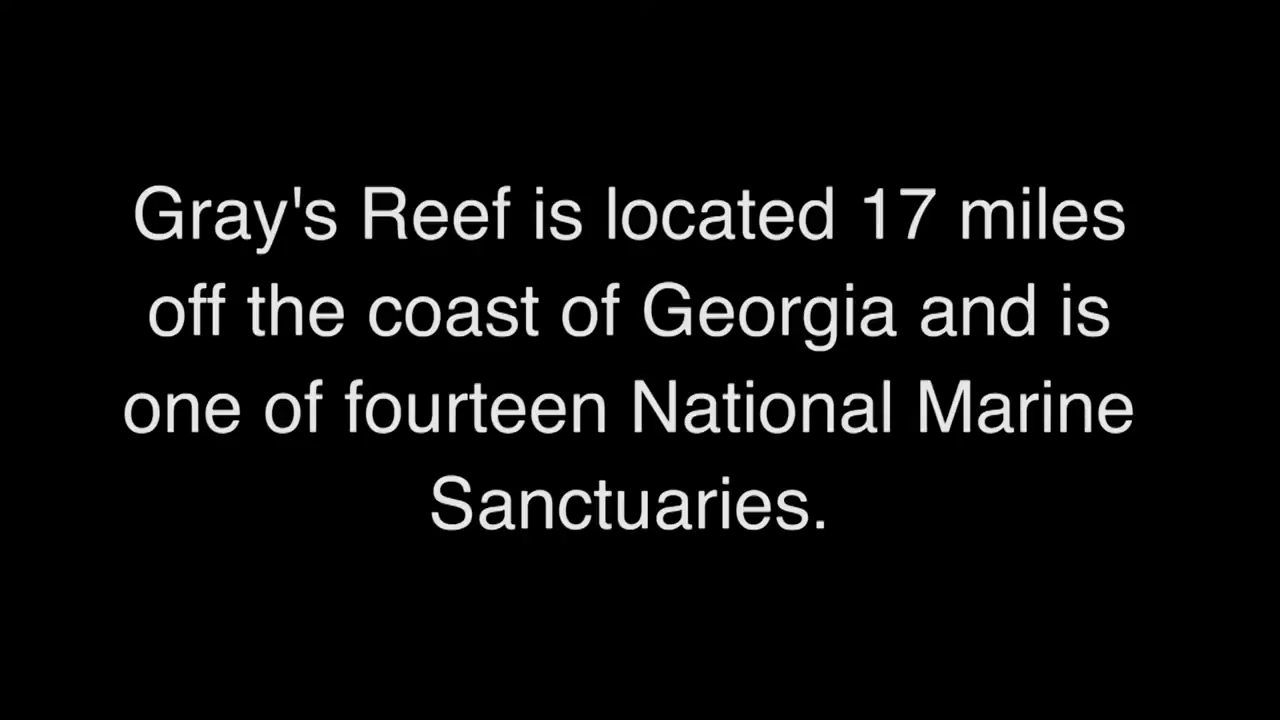 Gray's Reef is located 17 miles
off the coast of Georgia and is
one of fourteen National Marine
Sanctuaries.